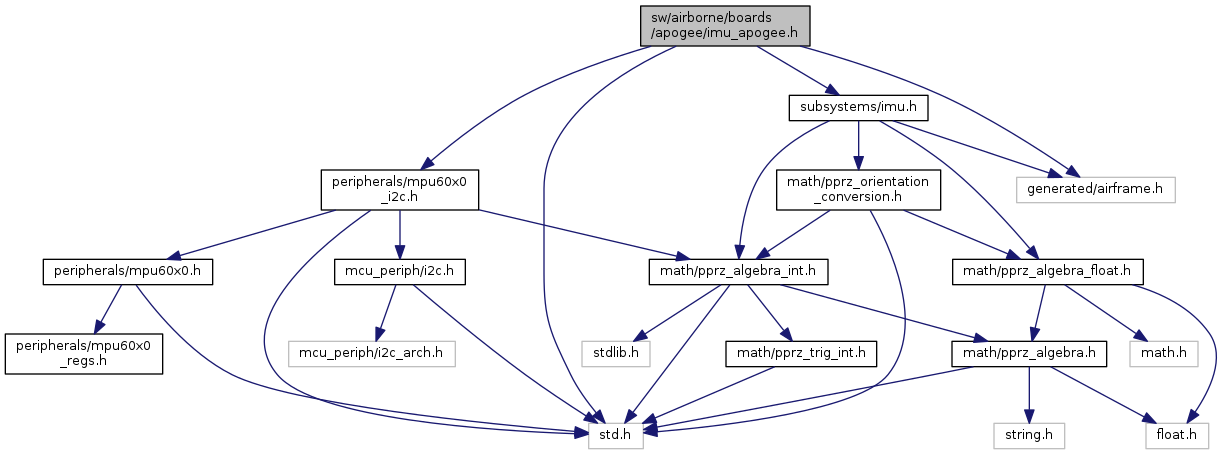 sw/airborne/boards
/apogee/imu_apogee.h
subsystems/imu.h
peripherals/mpu60x0
_i2c.h
math/pprz_orientation
_conversion.h
generated/airframe.h
peripherals/mpu60x0.h
mcu_periph/i2c.h
math/pprz_algebra_int.h
math/pprz_algebra_float.h
peripherals/mpu60x0
_regs.h
mcu_periph/i2c_arch.h
stdlib.h
math/pprz_trig_int.h
math/pprz_algebra.h
math.h
std.h
string.h
float.h